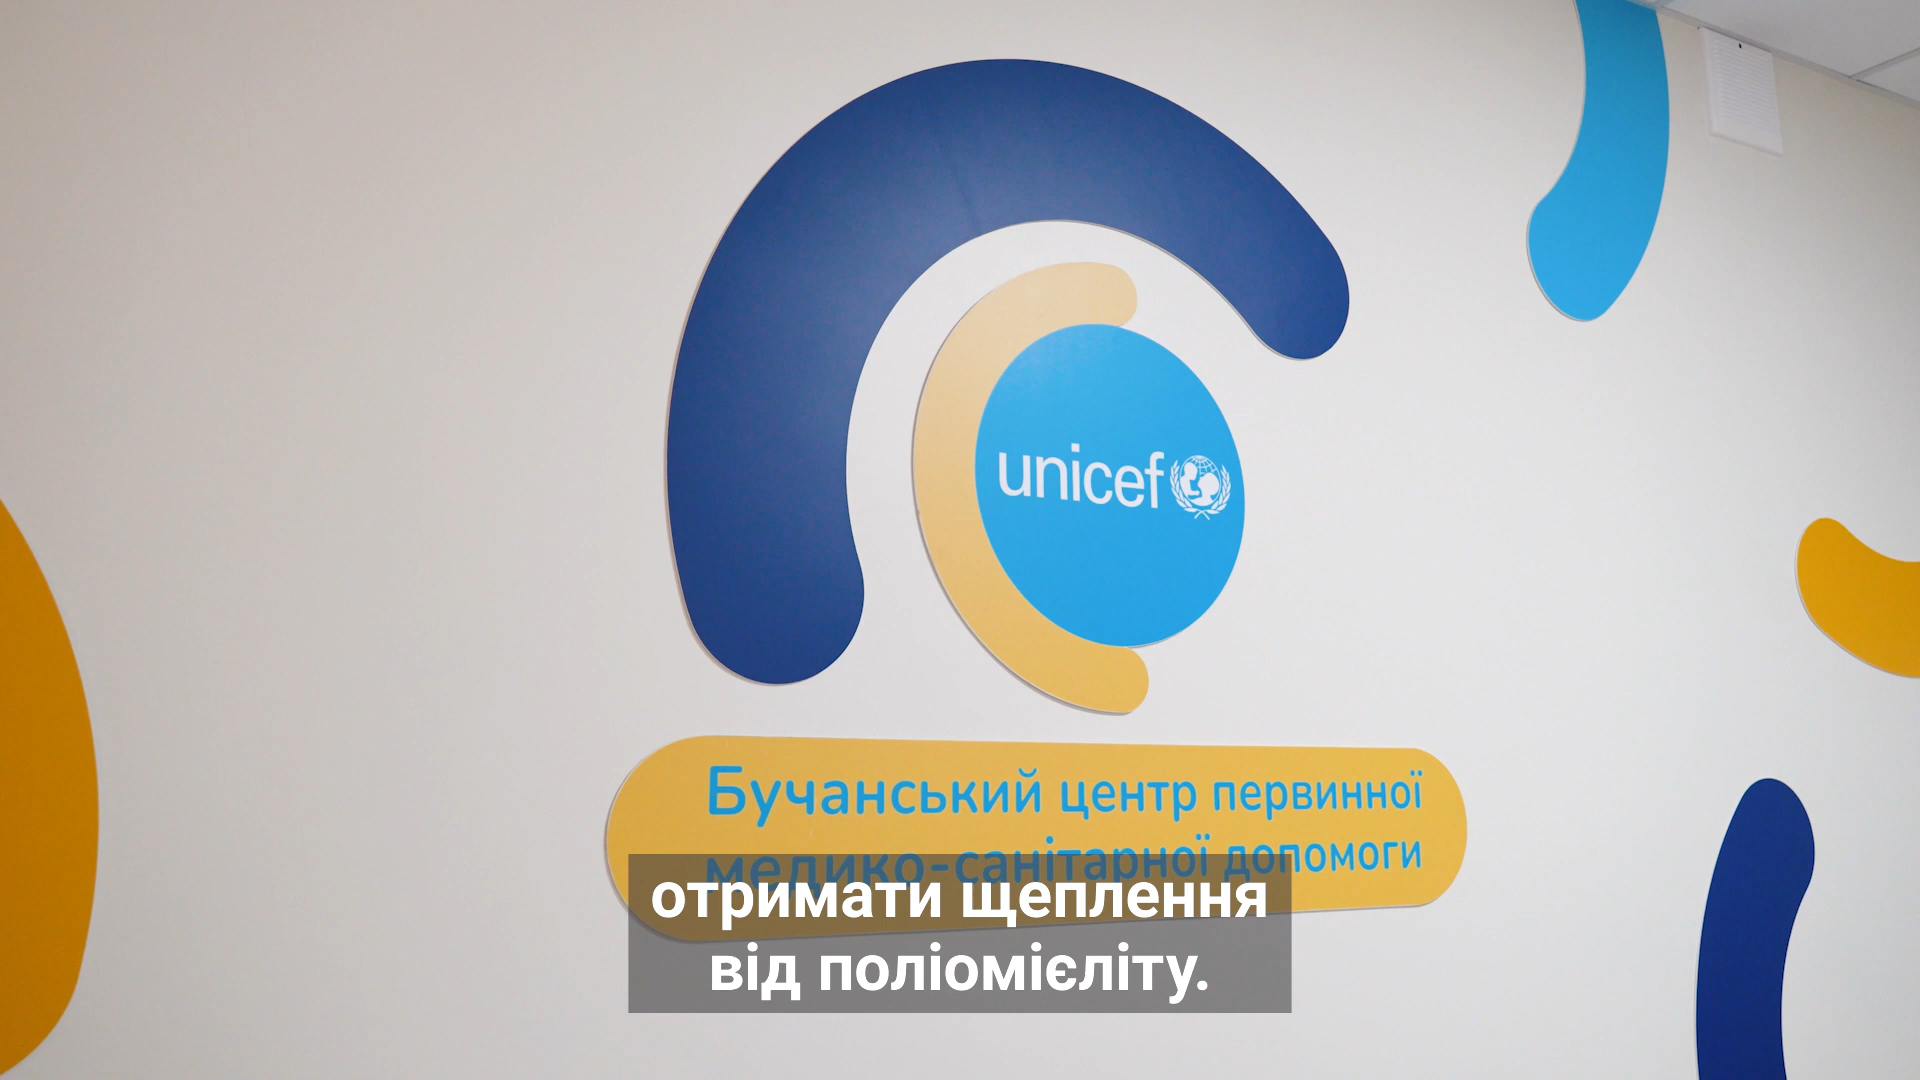 unicef
Бучанський центр первинної
медико-санітарної допомоги
отримати щеплення
від поліомієліту.